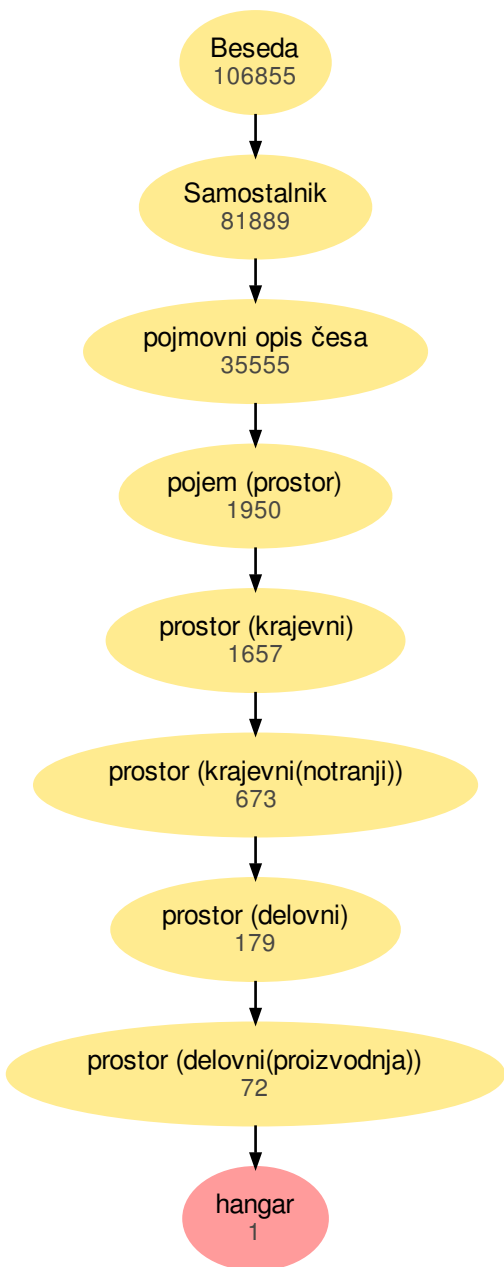 Beseda
106855
Samostalnik
81889
pojmovni opis česa
35555
pojem (prostor)
1950
prostor (krajevni)
1657
prostor (krajevni(notranji))
673
prostor (delovni)
179
prostor (delovni(proizvodnja))
72
hangar
1